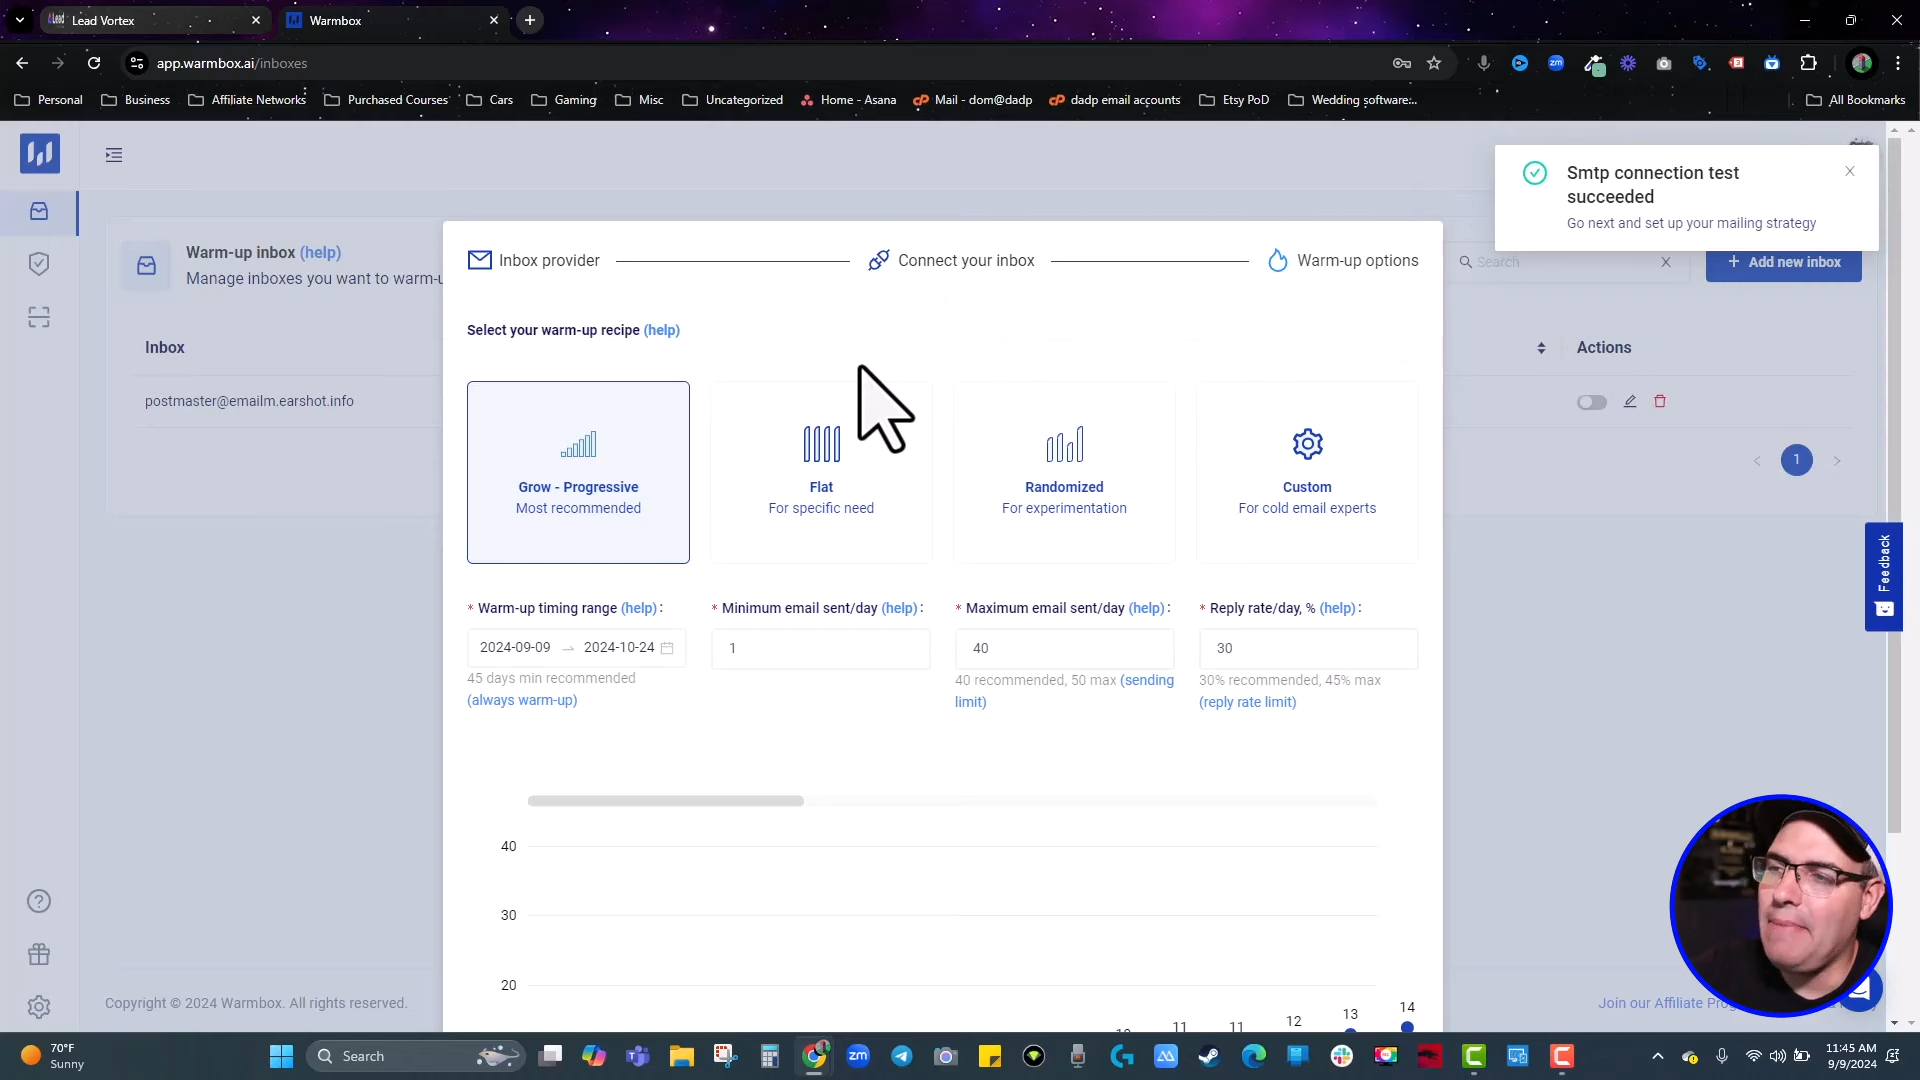 Lead Vortex
Warmbox
app.warmbox.ai/inboxes
Personal
Business
Affiliate Networks
Purchased Courses
Cars
Gaming
Misc
Uncategorized
Home - Asana
Mail - dom@dadp
dadp email accounts
Etsy PoD
Wedding software:...
All Bookmarks
Smtp connection test
succeeded
Go next and set up your mailing strategy
Warm-up inbox (help)
Manage inboxes you want to warm-u
Inbox provider
Connect your inbox
Warm-up options
Search
+ Add new inbox
Select your warm-up recipe (help)
Inbox
Actions
postmaster@emailm.earshot.info
1
Grow - Progressive
Most recommended
Flat
For specific need
Randomized
For experimentation
Custom
For cold email experts
Feedback
* Warm-up timing range (help) :
* Minimum email sent/day (help) :
* Maximum email sent/day (help) :
* Reply rate/day, % (help) :
2024-09-09 → 2024-10-24
1
40
30
45 days min recommended
(always warm-up)
40 recommended, 50 max (sending
limit)
30% recommended, 45% max
(reply rate limit)
40
30
20
11
11
12
13
14
Copyright © 2024 Warmbox. All rights reserved.
Join our Affiliate Pro
70°F
Sunny
Search
zm
11:45 AM
9/9/2024